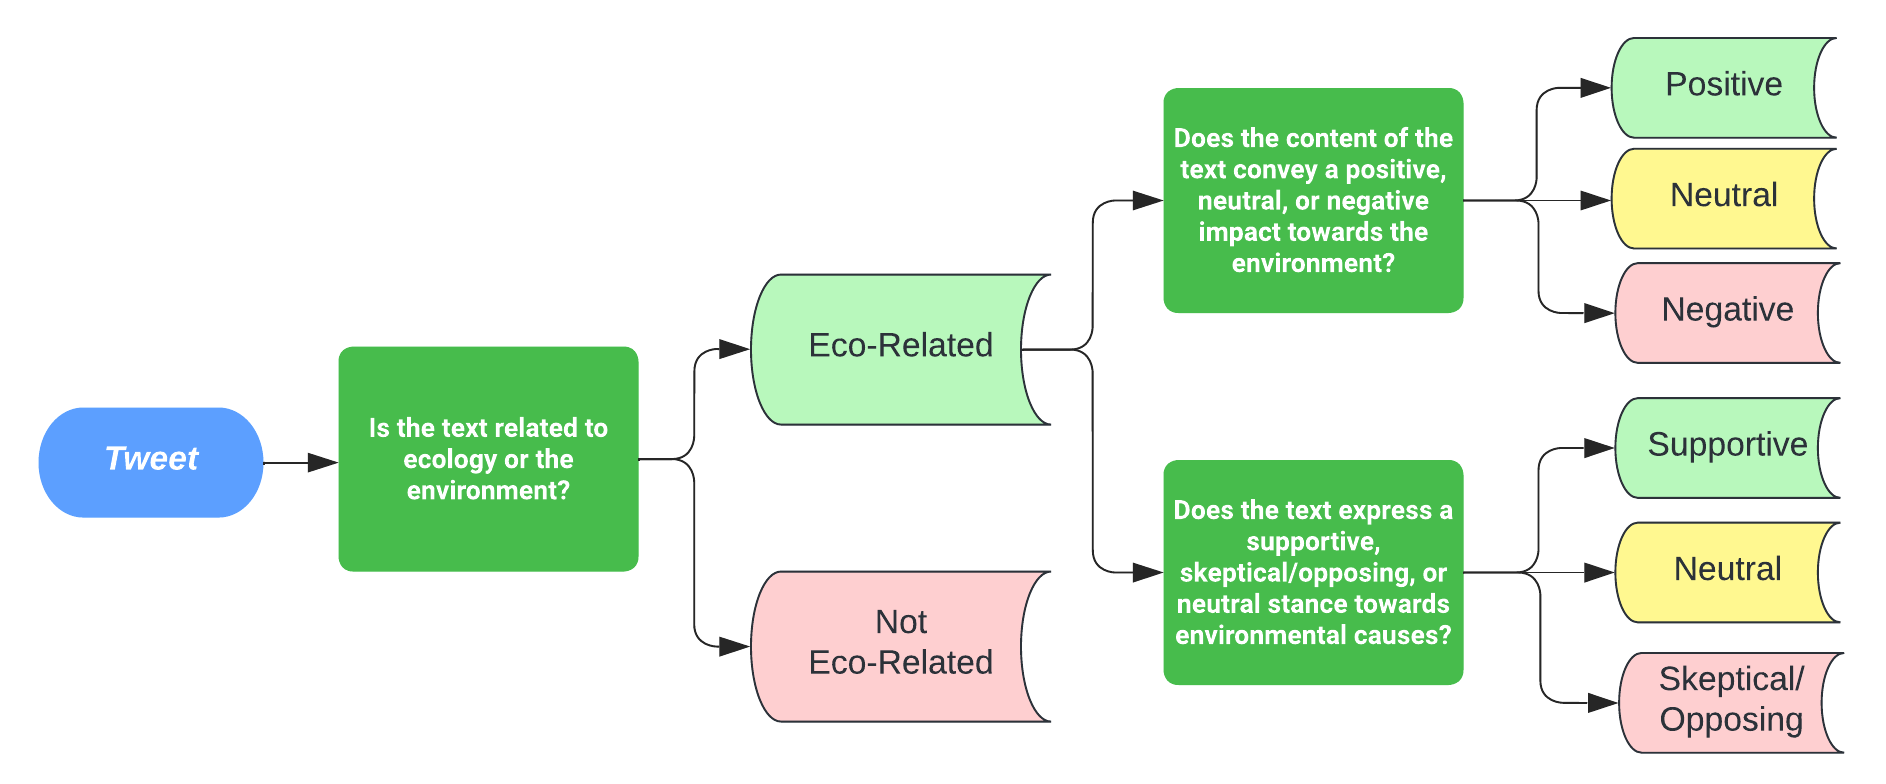 Tweet
Is the text related to
ecology or the
environment?
Eco-Related
Not
Eco-Related
Does the content of the
text convey a positive,
neutral, or negative
impact towards the
environment?
Positive
Neutral
Negative
Does the text express a
supportive,
skeptical/opposing, or
neutral stance towards
environmental causes?
Supportive
Neutral
Skeptical/
Opposing